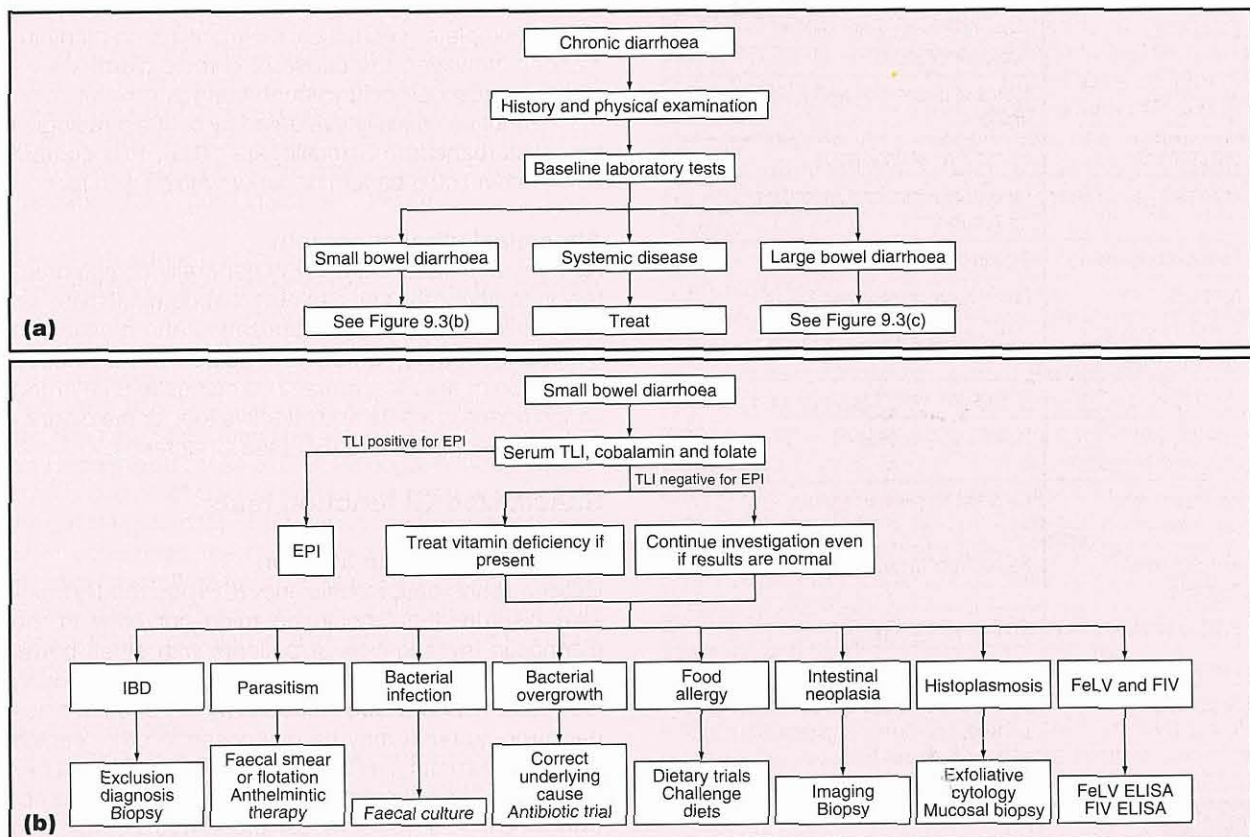 Chronic diarrhoea
History and physical examination
Baseline laboratory tests
Small bowel diarrhoea
Systemic disease
Large bowel diarrhoea
See Figure 9.3(b)
Treat
See Figure 9.3(c)
(a)
Small bowel diarrhoea
TLI positive for EPI
Serum TLI, cobalamin and folate
TLI negative for EPI
EPI
Treat vitamin deficiency if
present
Continue investigation even
if results are normal
IBD
Parasitism
Bacterial
infection
Bacterial
overgrowth
Food
allergy
Intestinal
neoplasia
Histoplasmosis
FeLV and FIV
Exclusion
diagnosis
Biopsy
Faecal smear
or flotation
Anthelmintic
therapy
Faecal culture
Correct
underlying
cause
Antibiotic trial
Dietary trials
Challenge
diets
Imaging
Biopsy
Exfoliative
cytology
Mucosal biopsy
FeLV ELISA
FIV ELISA
(b)